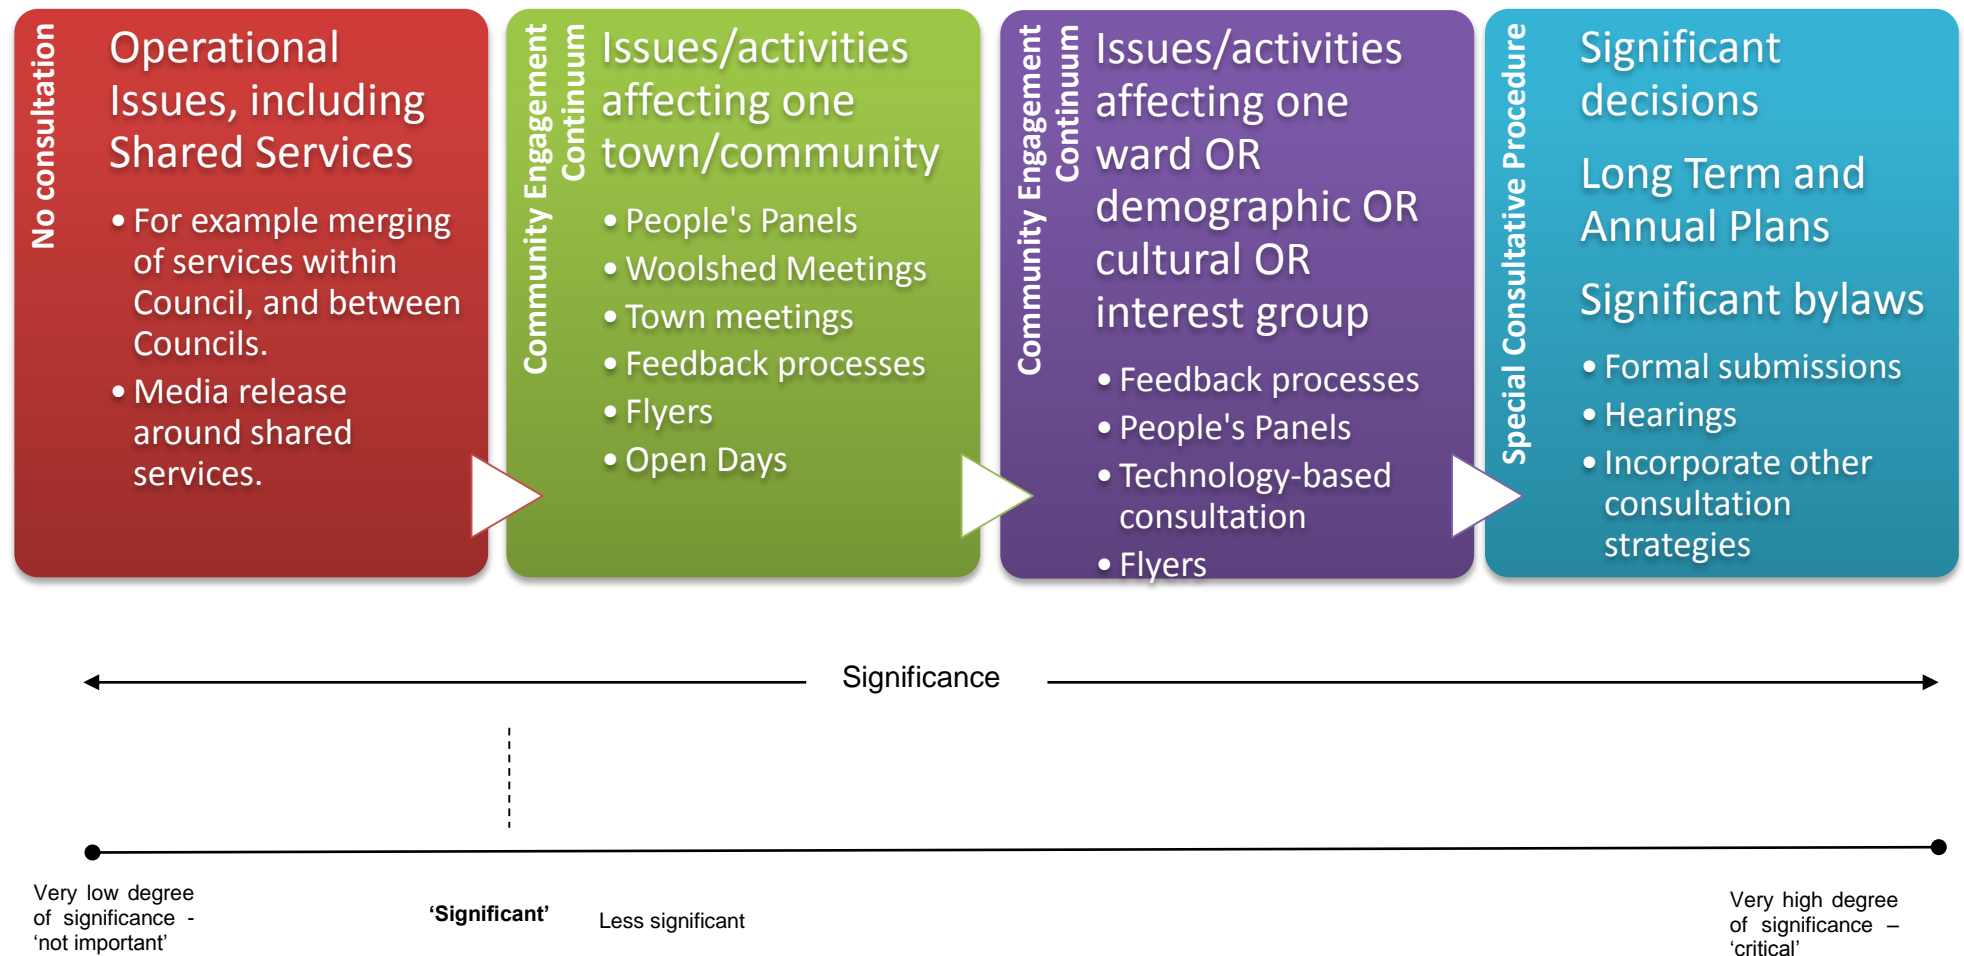 No consultation
Operational
Issues, including
Shared Services
• For example merging
of services within
Council, and between
Councils.
• Media release
around shared
services.
Community Engagement
Continuum
Issues/activities
affecting one
town/community
• People's Panels
• Woolshed Meetings
• Town meetings
• Feedback processes
• Flyers
• Open Days
Community Engagement
Continuum
Issues/activities
affecting one
ward OR
demographic OR
cultural OR
interest group
• Feedback processes
• People's Panels
• Technology-based
consultation
• Flyers
Special Consultative Procedure
Significant
decisions
Long Term and
Annual Plans
Significant bylaws
• Formal submissions
• Hearings
• Incorporate other
consultation
strategies
Significance
Very low degree
of significance -
‘not important’
‘Significant’
Less significant
Very high degree
of significance –
‘critical’